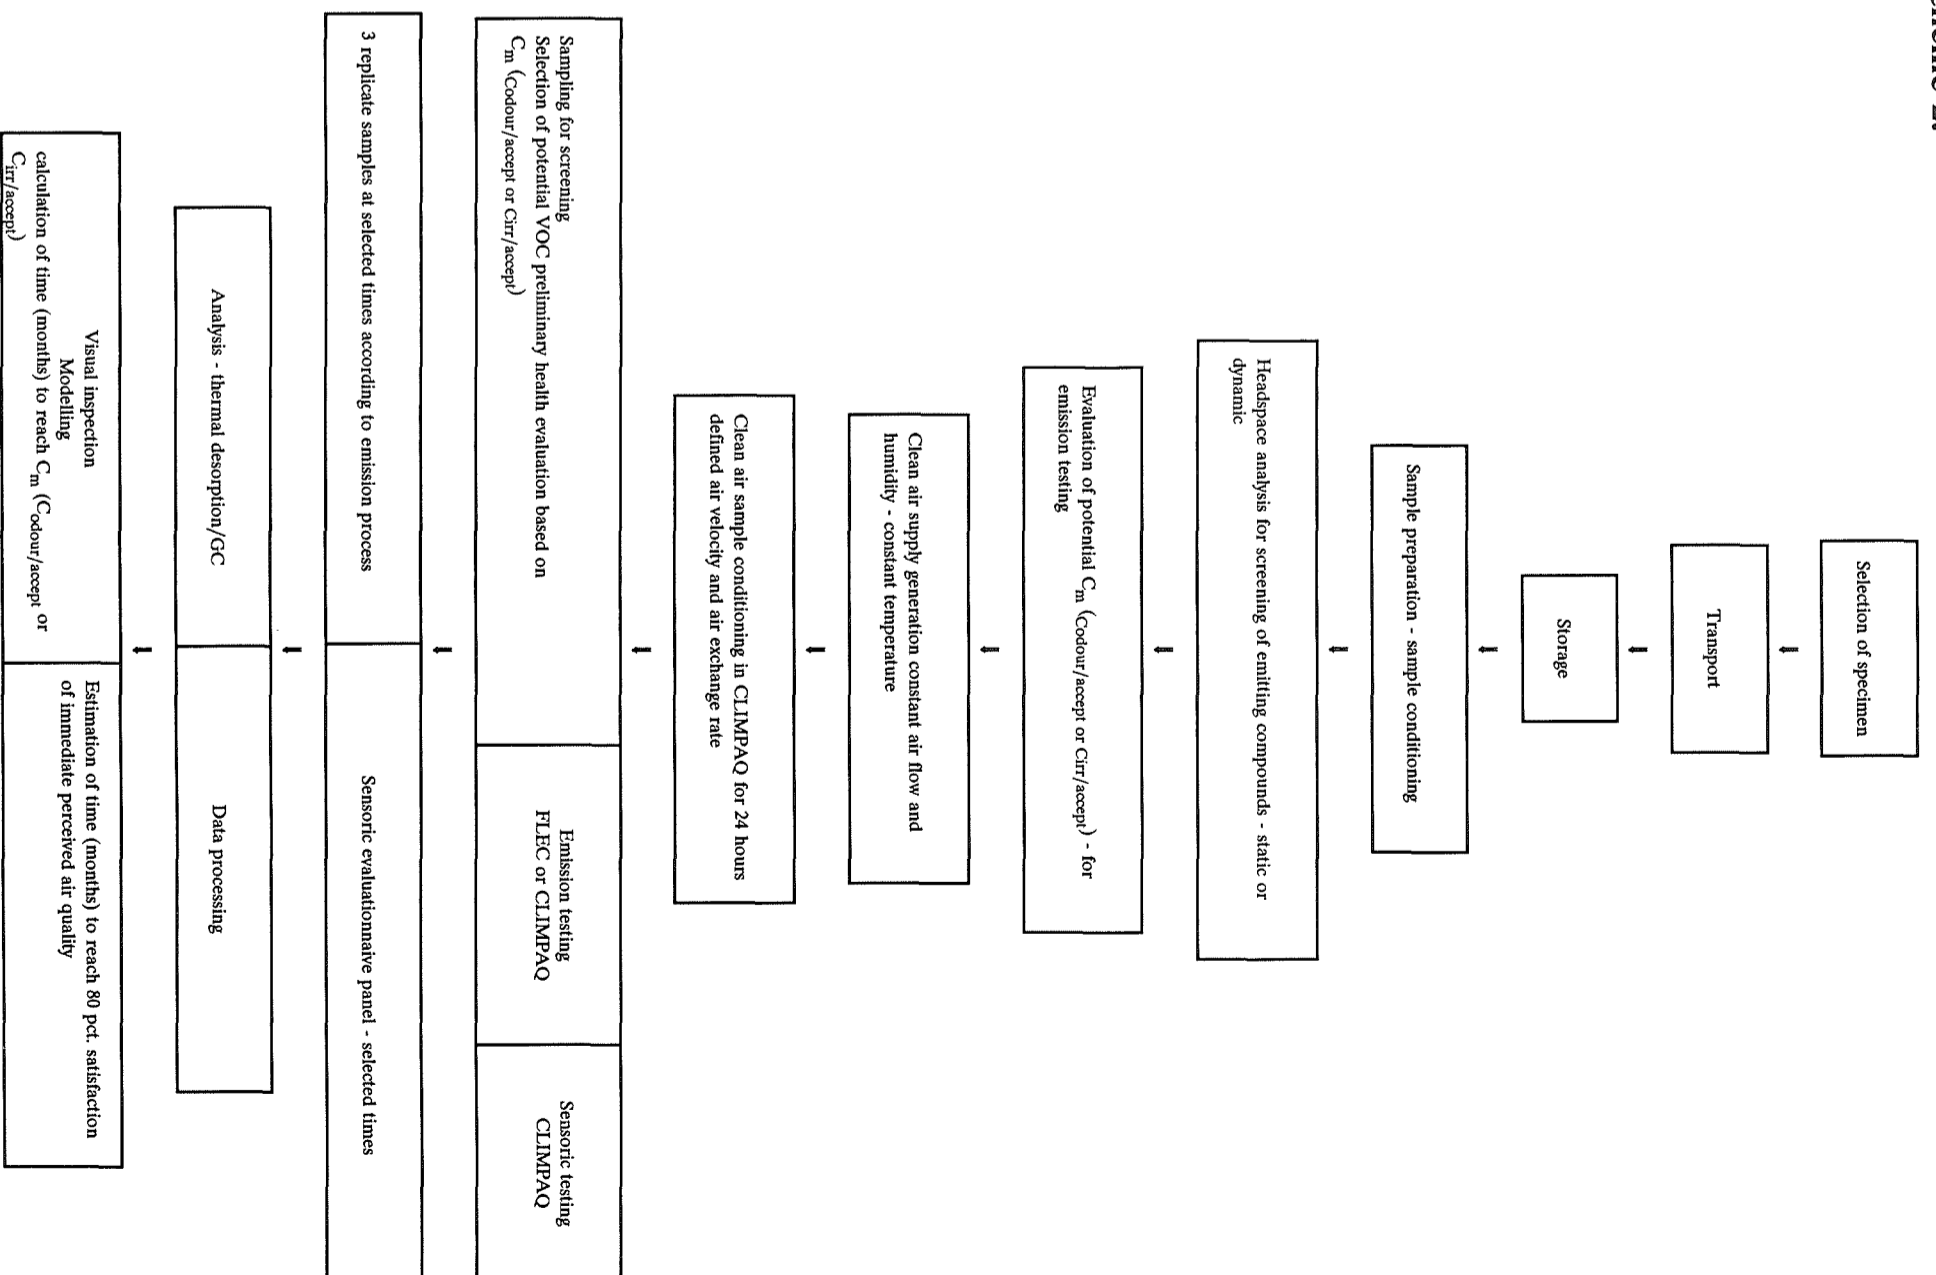 Selection of specimen
Transport
Storage
Sample preparation - sample conditioning
Headspace analysis for screening of emitting compounds - static or
dynamic
Evaluation of potential Cm (Codour/accept or Cirr/accept) - for
emission testing
Clean air supply generation constant air flow and
humidity - constant temperature
Clean air sample conditioning in CLIMPAQ for 24 hours
defined air velocity and air exchange rate
Sampling for screening
Selection of potential VOC preliminary health evaluation based on
Cm (Codour/accept or Cirr/accept)
Emission testing
FLEC or CLIMPAQ
Sensoric testing
CLIMPAQ
3 replicate samples at selected times according to emission process
Sensoric evaluationnaive panel - selected times
Analysis - thermal desorption/GC
Data processing
Visual inspection
Modelling
calculation of time (months) to reach Cm (Codour/accept or
Cirr/accept)
Estimation of time (months) to reach 80 pct. satisfaction
of immediate perceived air quality